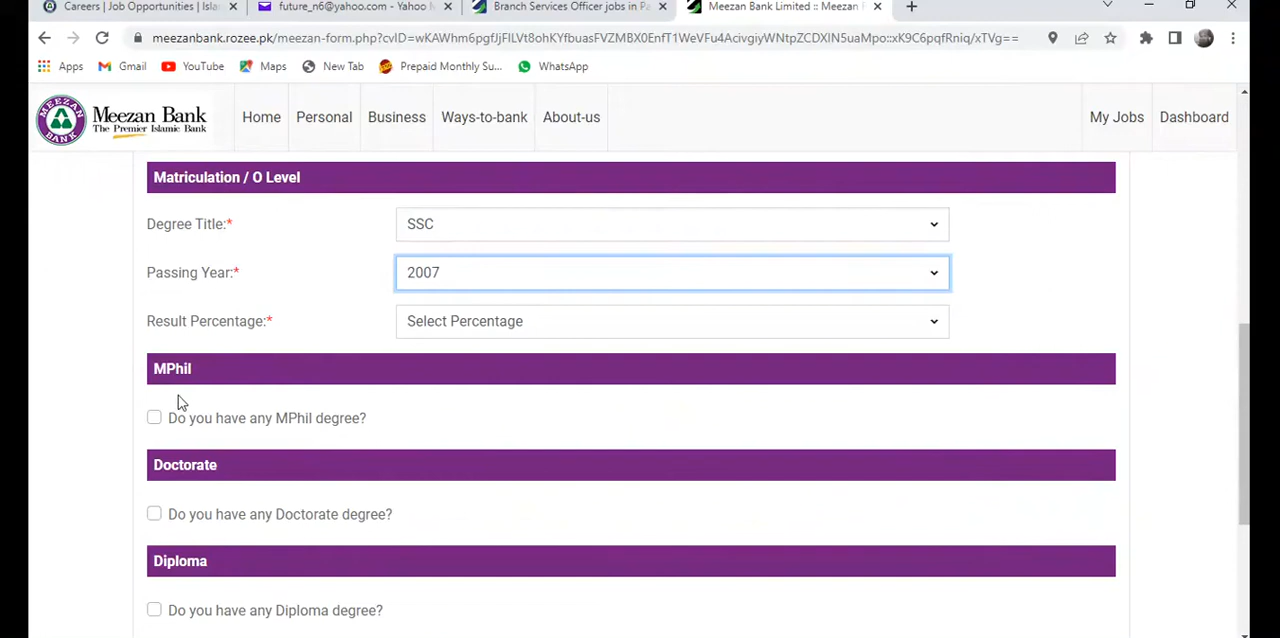 Careers | Job Opportunities | Isla
future_n6@yahoo.com - Yahoo M
Branch Services Officer jobs in Pa
Meezan Bank Limited :: Meezan F
meezanbank.rozee.pk/meezan-form.php?cvID=wKAWhm6pgfJjFILVt8ohKYfbuasFVZMBX0EnfT1WeVFu4AcivgiyWNtpZCDXIN5uaMpo::xK9C6pqfRniq/xTVg==
Apps Gmail YouTube Maps New Tab Prepaid Monthly Su... WhatsApp
MEEZAN BANK
Meezan Bank
The Premier Islamic Bank
Home Personal Business Ways-to-bank About-us My Jobs Dashboard
Matriculation / O Level
Degree Title:* SSC
Passing Year:* 2007
Result Percentage:* Select Percentage
MPhil
Do you have any MPhil degree?
Doctorate
Do you have any Doctorate degree?
Diploma
Do you have any Diploma degree?